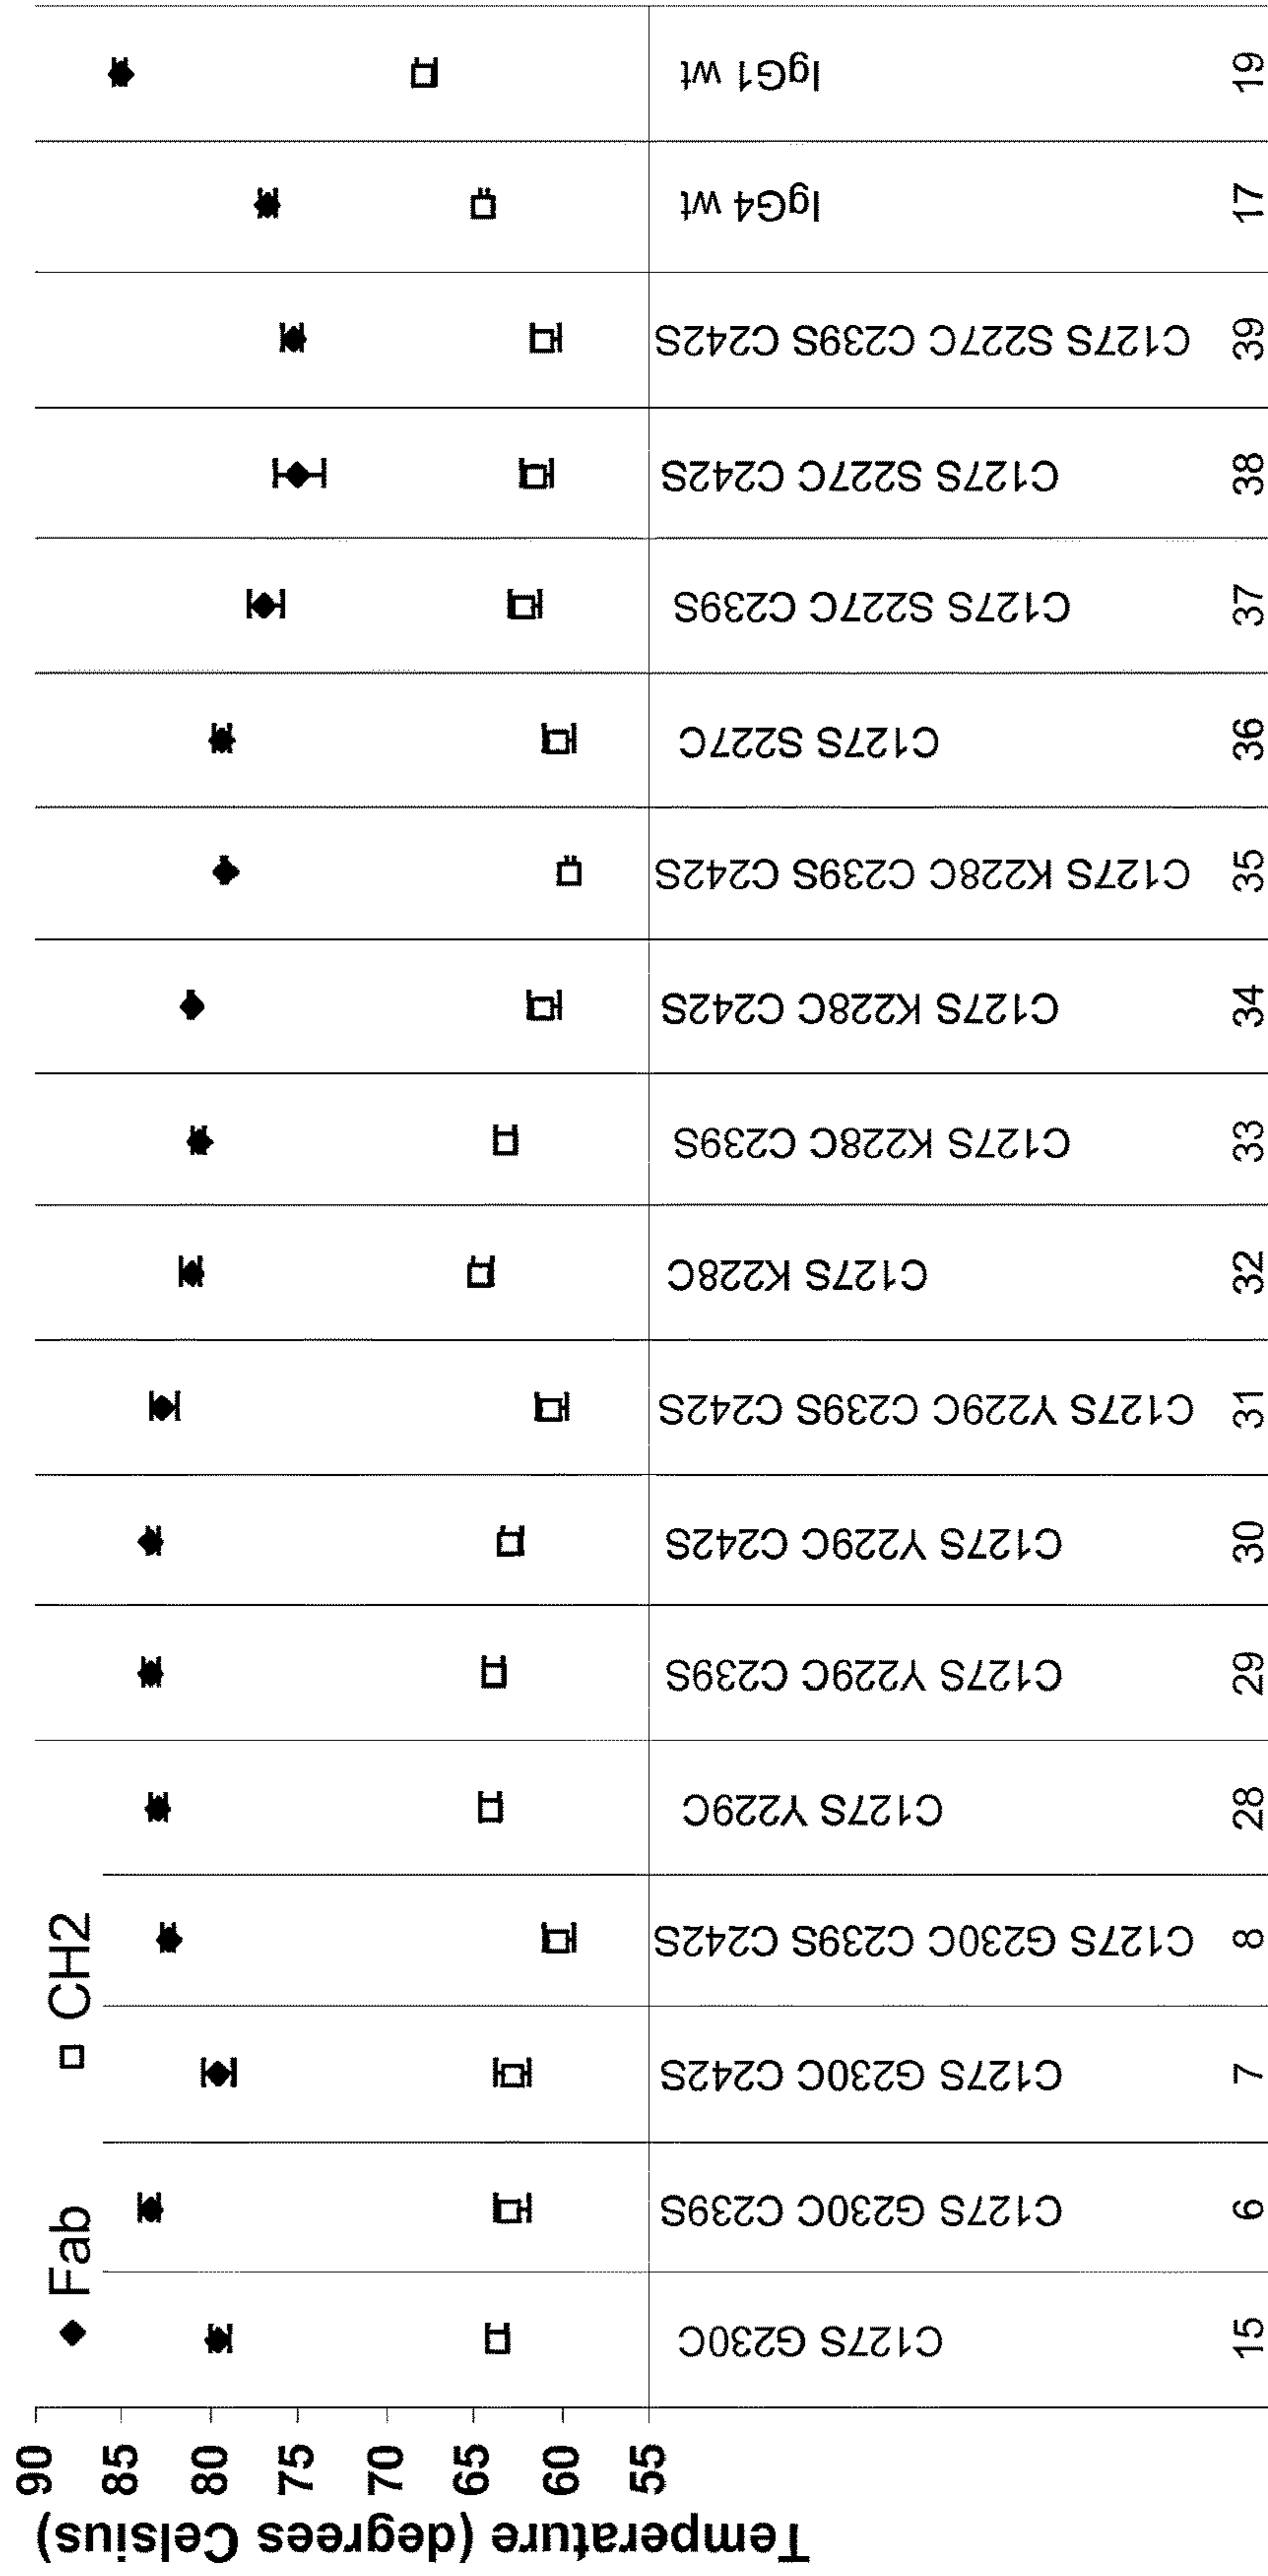 Temperature (degrees Celsius)
90
85
80
75
70
65
60
55
Fab
CH2
C127S G230C
C127S G230C C239S
C127S G230C C242S
C127S G230C C239S C242S
C127S Y229C
C127S Y229C C239S
C127S Y229C C242S
C127S Y229C C239S C242S
C127S K228C
C127S K228C C239S
C127S K228C C242S
C127S K228C C239S C242S
C127S S227C
C127S S227C C239S
C127S S227C C242S
C127S S227C C239S C242S
IgG4 wt
IgG1 wt
15
6
7
8
28
29
30
31
32
33
34
35
36
37
38
39
17
19